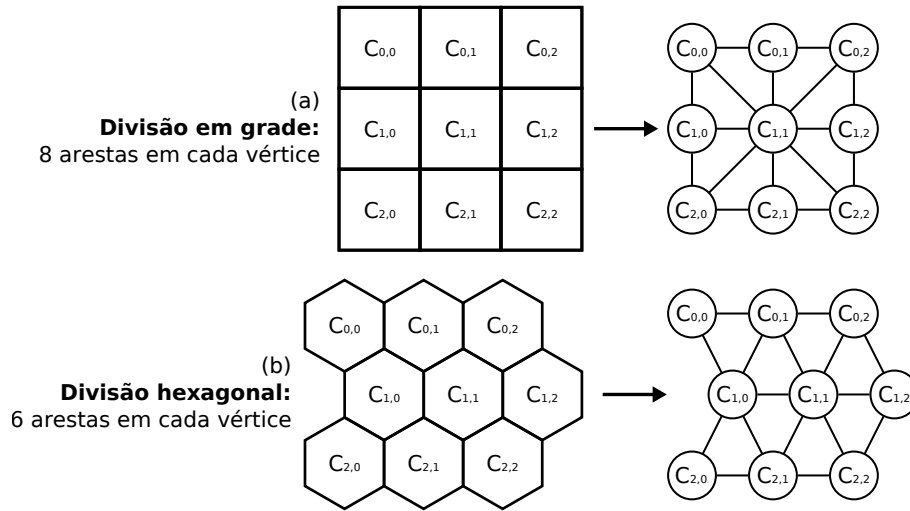 (a)
Divisão em grade:
8 arestas em cada vértice
C0,0 C0,1 C0,2
C1,0 C1,1 C1,2
C2,0 C2,1 C2,2
C0,0 C0,1 C0,2
C1,0 C1,1 C1,2
C2,0 C2,1 C2,2
(b)
Divisão hexagonal:
6 arestas em cada vértice
C0,0 C0,1 C0,2
C1,0 C1,1 C1,2
C2,0 C2,1 C2,2
C0,0 C0,1 C0,2
C1,0 C1,1 C1,2
C2,0 C2,1 C2,2